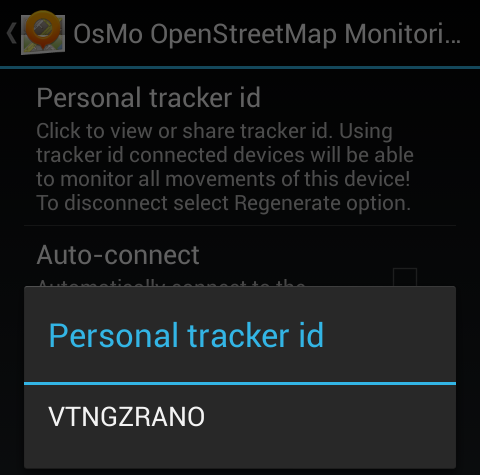 OsMo OpenStreetMap Monitori...
Personal tracker id
Click to view or share tracker id. Using
tracker id connected devices will be able
to monitor all movements of this device!
To disconnect select Regenerate option.
Auto-connect
Automatically connect to the
Personal tracker id
VTNGZRANO